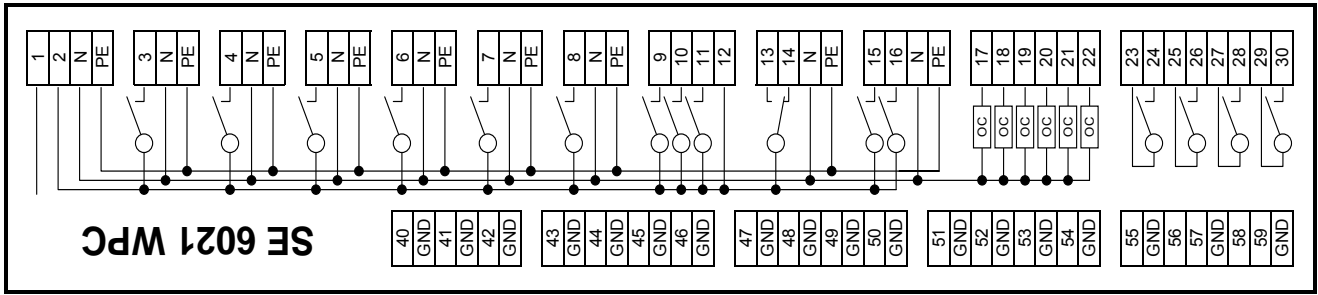 1 2 N PE
3 N PE
4 N PE
5 N PE
6 N PE
7 N PE
8 N PE
9 10 11 12
13 14 N PE
15 16 N PE
17 18 19 20 21 22
23 24 25 26 27 28 29 30
OC OC OC OC OC OC
SE 6021 WPC
40 GND 41 GND 42 GND
43 GND 44 GND 45 GND 46 GND
47 GND 48 GND 49 GND 50 GND
51 GND 52 GND 53 GND 54 GND
55 GND 56 57 GND 58 59 GND